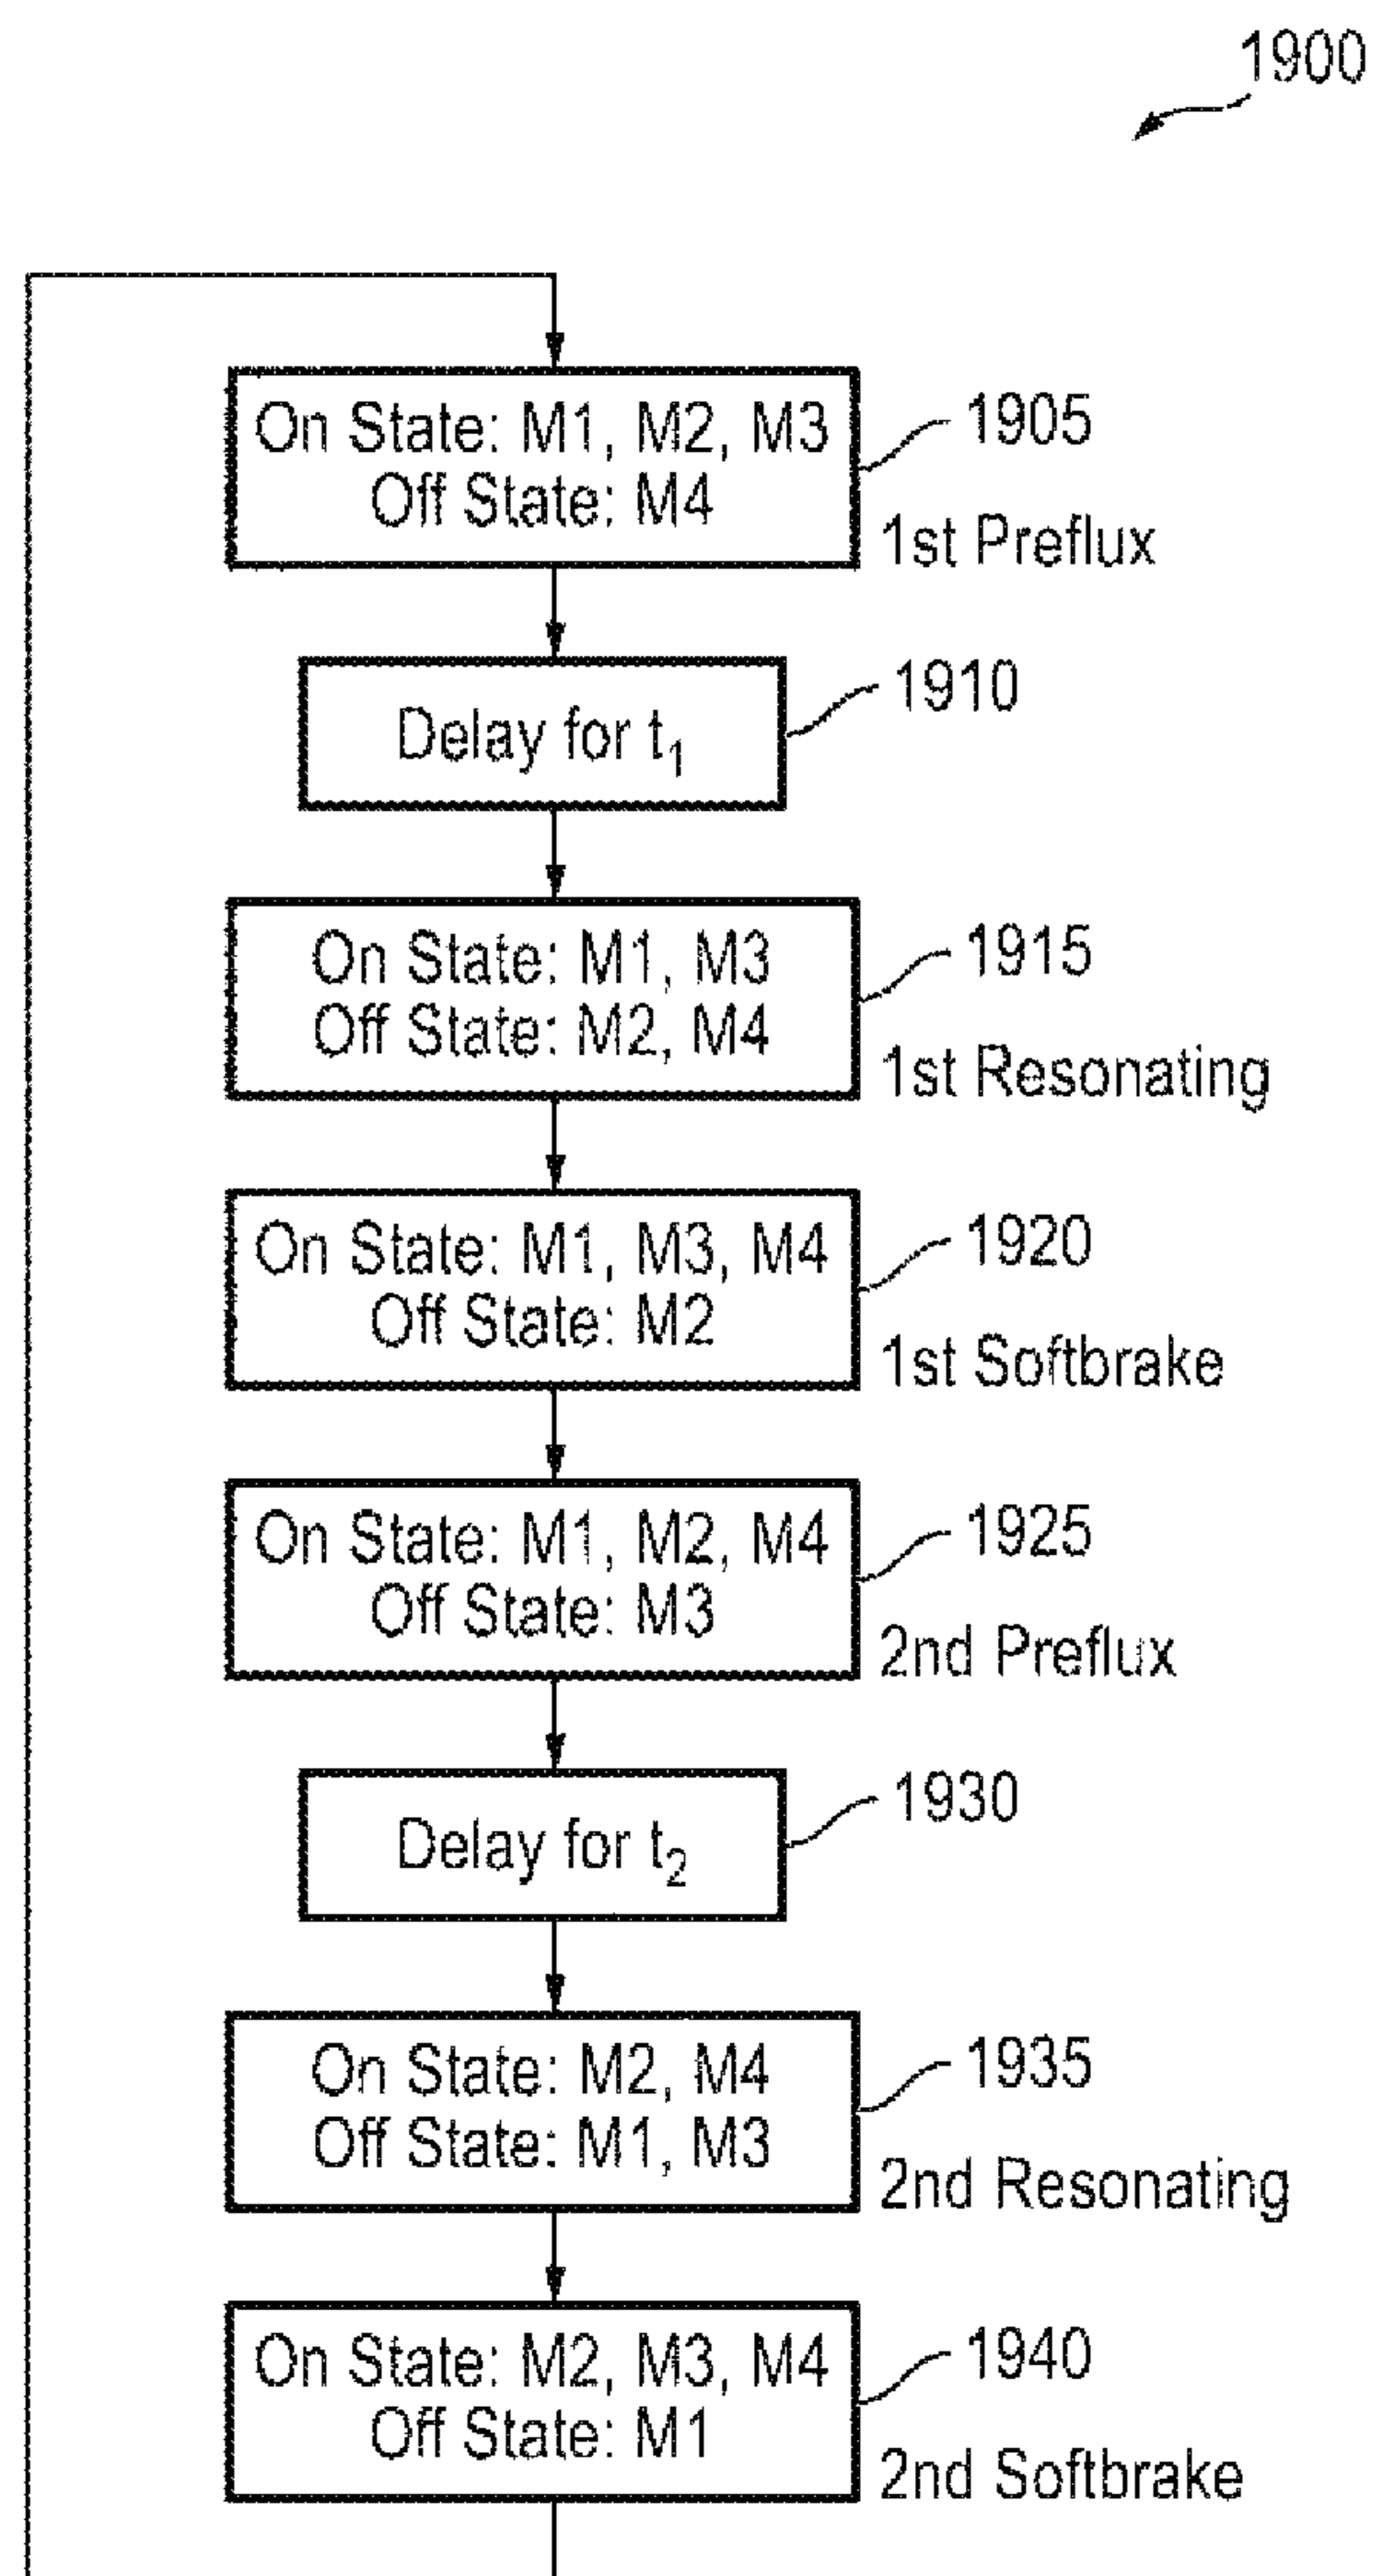 1900
On State: M1, M2, M3
Off State: M4
1905
1st Preflux
Delay for t₁
1910
On State: M1, M3
Off State: M2, M4
1915
1st Resonating
On State: M1, M3, M4
Off State: M2
1920
1st Softbrake
On State: M1, M2, M4
Off State: M3
1925
2nd Preflux
Delay for t₂
1930
On State: M2, M4
Off State: M1, M3
1935
2nd Resonating
On State: M2, M3, M4
Off State: M1
1940
2nd Softbrake